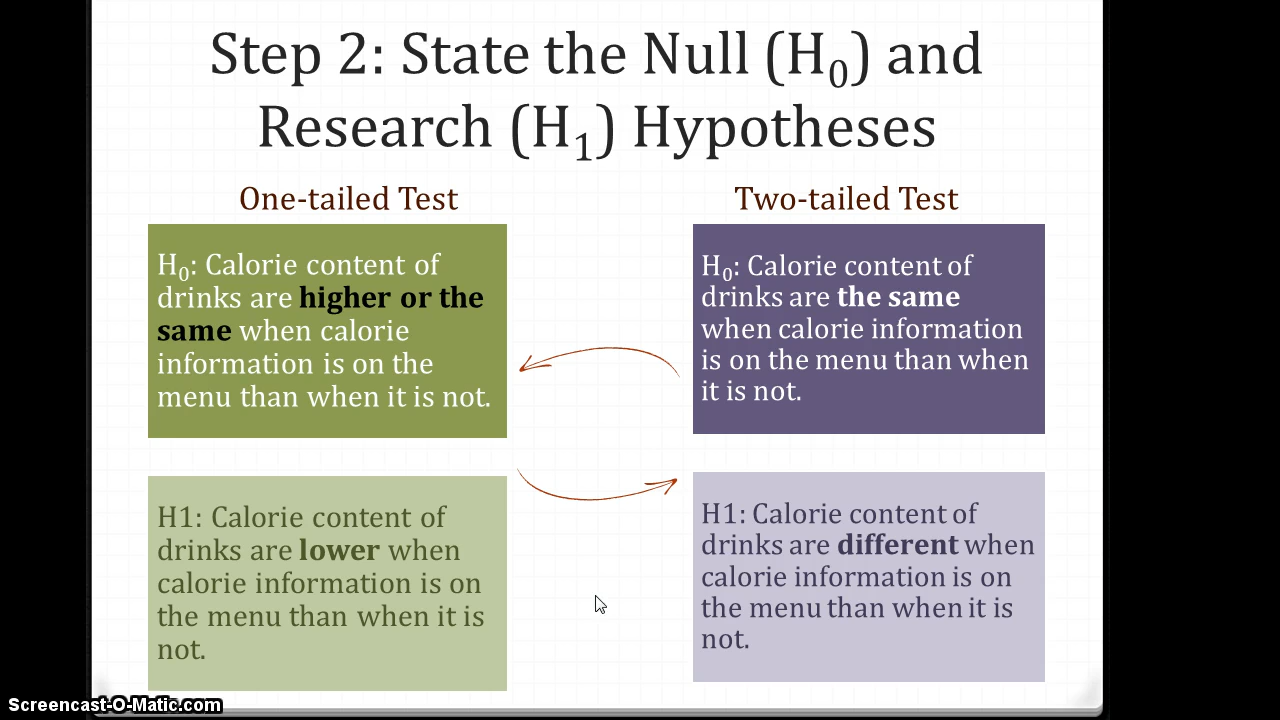 Step 2: State the Null (H₀) and
Research (H₁) Hypotheses
One-tailed Test
H₀: Calorie content of
drinks are higher or the
same when calorie
information is on the
menu than when it is not.
H1: Calorie content of
drinks are lower when
calorie information is on
the menu than when it is
not.
Two-tailed Test
H₀: Calorie content of
drinks are the same
when calorie information
is on the menu than when
it is not.
H1: Calorie content of
drinks are different when
calorie information is on
the menu than when it is
not.
Screencast-O-Matic.com